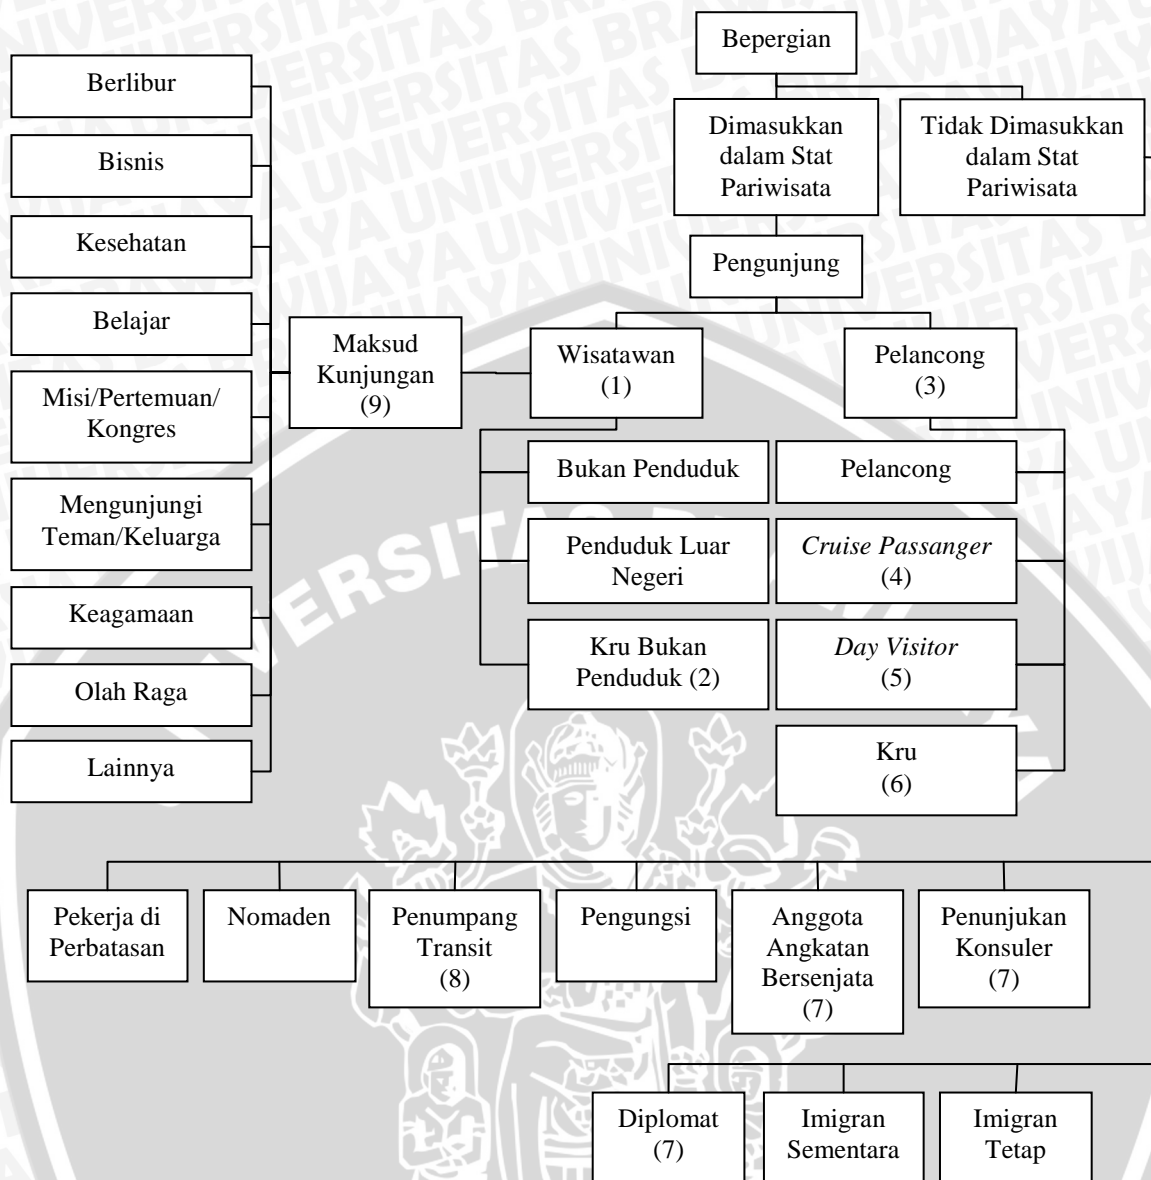 Bepergian
Dimasukkan
dalam Stat
Pariwisata
Tidak Dimasukkan
dalam Stat
Pariwisata
Pengunjung
Wisatawan
(1)
Pelancong
(3)
Maksud
Kunjungan
(9)
Berlibur
Bisnis
Kesehatan
Belajar
Misi/Pertemuan/
Kongres
Mengunjungi
Teman/Keluarga
Keagamaan
Olah Raga
Lainnya
Bukan Penduduk
Penduduk Luar
Negeri
Kru Bukan
Penduduk (2)
Pelancong
Cruise Passanger
(4)
Day Visitor
(5)
Kru
(6)
Pekerja di
Perbatasan
Nomaden
Penumpang
Transit
(8)
Pengungsi
Anggota
Angkatan
Bersenjata
(7)
Penunjukan
Konsuler
(7)
Diplomat
(7)
Imigran
Sementara
Imigran
Tetap